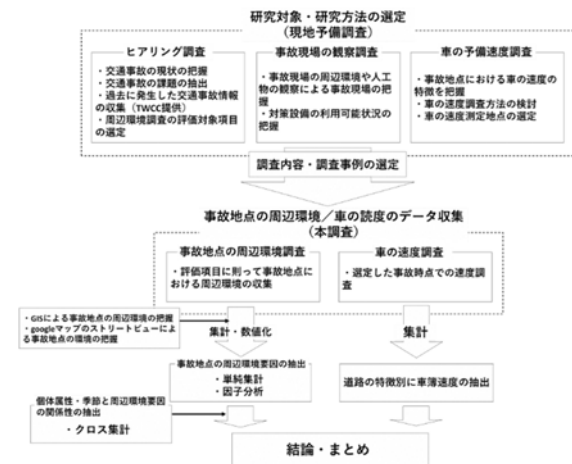 研究対象・研究方法の選定
(現地予備調査)
ヒアリング調査
・交通事故の現状の把握
・交通事故の課題の抽出
・過去に発生した交通事故情報
の収集（TWCC提供）
・周辺環境調査の評価対象項目
の選定
事故現場の観察調査
・事故現場の周辺環境や人工
物の観察による事故現場の把
握
・対策設備の利用可能状況の
把握
車の予備速度調査
・事故地点における車の速度の
特徴を把握
・車の速度調査方法の検討
・車の速度測定地点の選定
調査内容・調査事例の選定
事故地点の周辺環境／車の読度のデータ収集
(本調査)
事故地点の周辺環境調査
・評価項目に則って事故地点に
おける周辺環境の収集
車の速度調査
・選定した事故時点での速度調
査
・GISによる事故地点の周辺環境の把握
・googleマップのストリートビューによ
る事故地点の環境の把握
集計・数値化
集計
事故地点の周辺環境要因の抽出
・単純集計
・因子分析
道路の特徴別に車薄速度の抽出
個体属性・季節と周辺環境要因
の関係性の抽出
・クロス集計
結論・まとめ